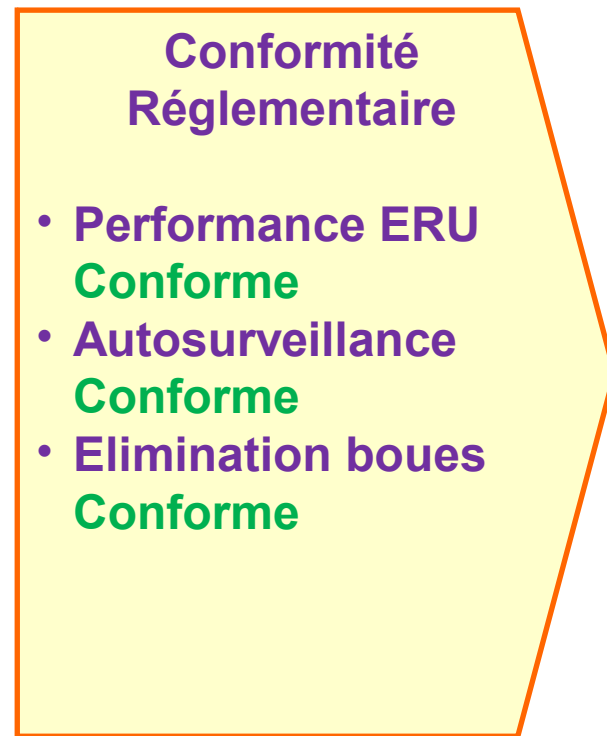 Conformité
Réglementaire
• Performance ERU
Conforme
• Autosurveillance
Conforme
• Elimination boues
Conforme